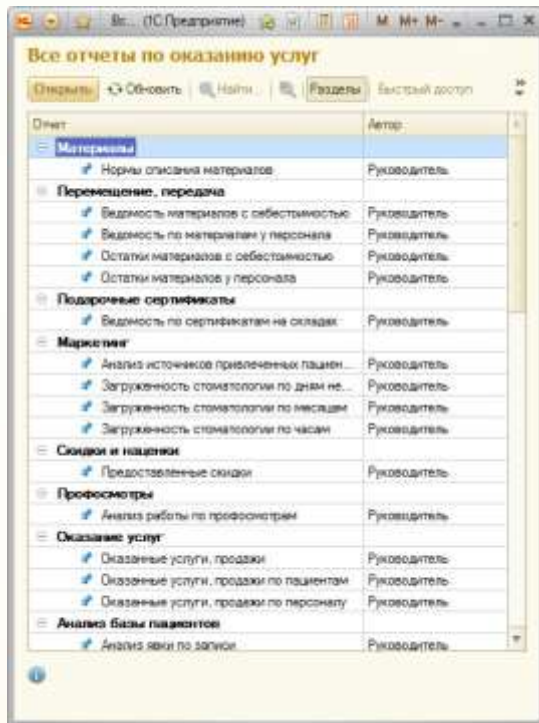 Вс... (1С:Предприятие) M M+ M-
Все отчеты по оказанию услуг
Открыть Обновить Найти... Разделы Быстрый доступ
Отчет Автор
Материалы
Нормы списания материалов Руководитель
Перемещение, передача
Ведомость материалов с себестоимостью Руководитель
Ведомость по материалам у персонала Руководитель
Остатки материалов с себестоимостью Руководитель
Остатки материалов у персонала Руководитель
Подарочные сертификаты
Ведомость по сертификатам на складах Руководитель
Маркетинг
Анализ источников привлеченных пациен... Руководитель
Загруженность стоматологии по дням не... Руководитель
Загруженность стоматологии по месяцам Руководитель
Загруженность стоматологии по часам Руководитель
Скидки и наценки
Предоставленные скидки Руководитель
Профосмотры
Анализ работы по профосмотрам Руководитель
Оказание услуг
Оказанные услуги, продажи Руководитель
Оказанные услуги, продажи по пациентам Руководитель
Оказанные услуги, продажи по персоналу Руководитель
Анализ базы пациентов
Анализ явки по записи Руководитель